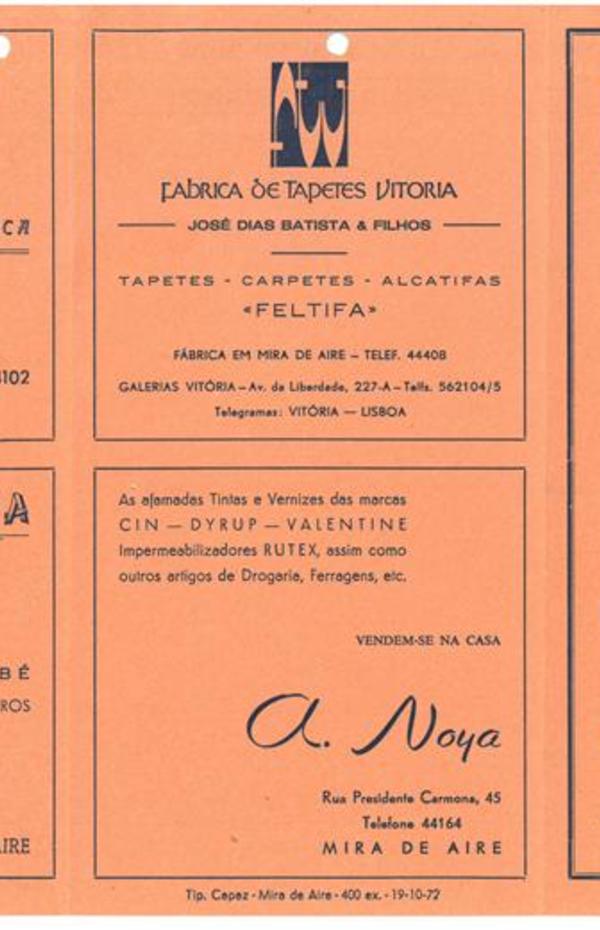 CA
102
FABRICA DE TAPETES VITORIA
JOSÉ DIAS BATISTA & FILHOS
TAPETES - CARPETES - ALCATIFAS
«FELTIFA»
FÁBRICA EM MIRA DE AIRE – TELEF. 44408
GALERIAS VITÓRIA – Av. da Liberdade, 227-A – Telfs. 562104/5
Telegramas: VITÓRIA — LISBOA
A
BÉ
ROS
AIRE
As afamadas Tintas e Vernizes das marcas
CIN — DYRUP — VALENTINE
Impermeabilizadores RUTEX, assim como
outros artigos de Drogaria, Ferragens, etc.
VENDEM-SE NA CASA
A. Noya
Rua Presidente Carmona, 45
Telefone 44164
MIRA DE AIRE
Tip. Capaz - Mira de Aire - 400 ex. - 19-10-72